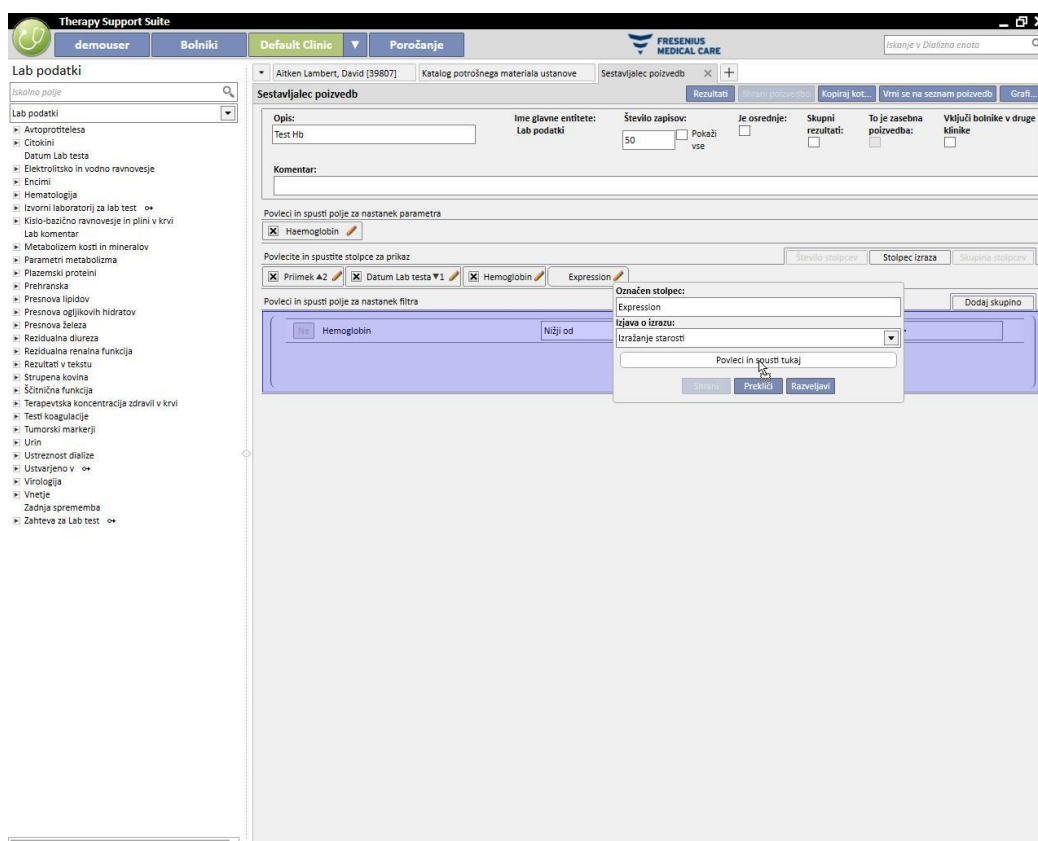 Therapy Support Suite
demouser Bolniki Default Clinic Poročanje FRESENIUS MEDICAL CARE Iskanje v Dializna enota
Lab podatki
Aitken Lambert, David [39807] Katalog potrošnega materiala ustanove Sestavljalec poizvedb
Iskalno polje
Sestavljalec poizvedb Rezultati Shrani poizvedbo Kopiraj kot... Vrni se na seznam poizvedb Grafi...
Lab podatki
Opis: Ime glavne entitete: Število zapisov: Je osrednje: Skupni rezultati: To je zasebna poizvedba: Vključi bolnike v druge klinike
Test Hb Lab podatki 50 Pokaži vse
Komentar:
Avtoprotitelesa
Citokini
Datum Lab testa
Elektrolitsko in vodno ravnovesje
Encimi
Hematologija
Izvorni laboratorij za lab test
Kislo-bazično ravnovesje in plini v krvi
Lab komentar
Metabolizem kosti in mineralov
Parametri metabolizma
Plazemski proteini
Prehranska
Presnova lipidov
Presnova ogljikovih hidratov
Presnova železa
Rezidualna diureza
Rezidualna renalna funkcija
Rezultati v tekstu
Strupena kovina
Ščitnična funkcija
Terapevtska koncentracija zdravil v krvi
Testi koagulacije
Tumorski markerji
Urin
Ustreznost dialize
Ustvarjeno v
Virologija
Vnetje
Zadnja sprememba
Zahteva za Lab test
Povleci in spusti polje za nastanek parametra
Haemoglobin
Povlecite in spustite stolpce za prikaz Število stolpcev Stolpec izraza Skupina stolpcev
Priimek ▲2 Datum Lab testa ▼1 Hemoglobin Expression
Povleci in spusti polje za nastanek filtra Dodaj skupino
Ne Hemoglobin Nižji od
Označen stolpec:
Expression
Izjava o izrazu:
Izražanje starosti
Povleci in spusti tukaj
Shrani Prekliči Razveljavi